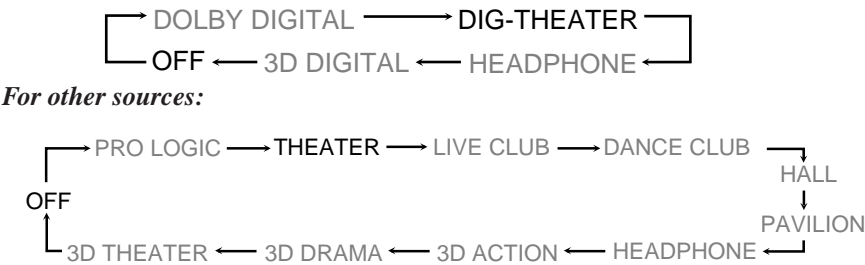 DOLBY DIGITAL DIG-THEATER
OFF 3D DIGITAL HEADPHONE
For other sources:
PRO LOGIC THEATER LIVE CLUB DANCE CLUB
HALL
OFF
PAVILION
3D THEATER 3D DRAMA 3D ACTION HEADPHONE